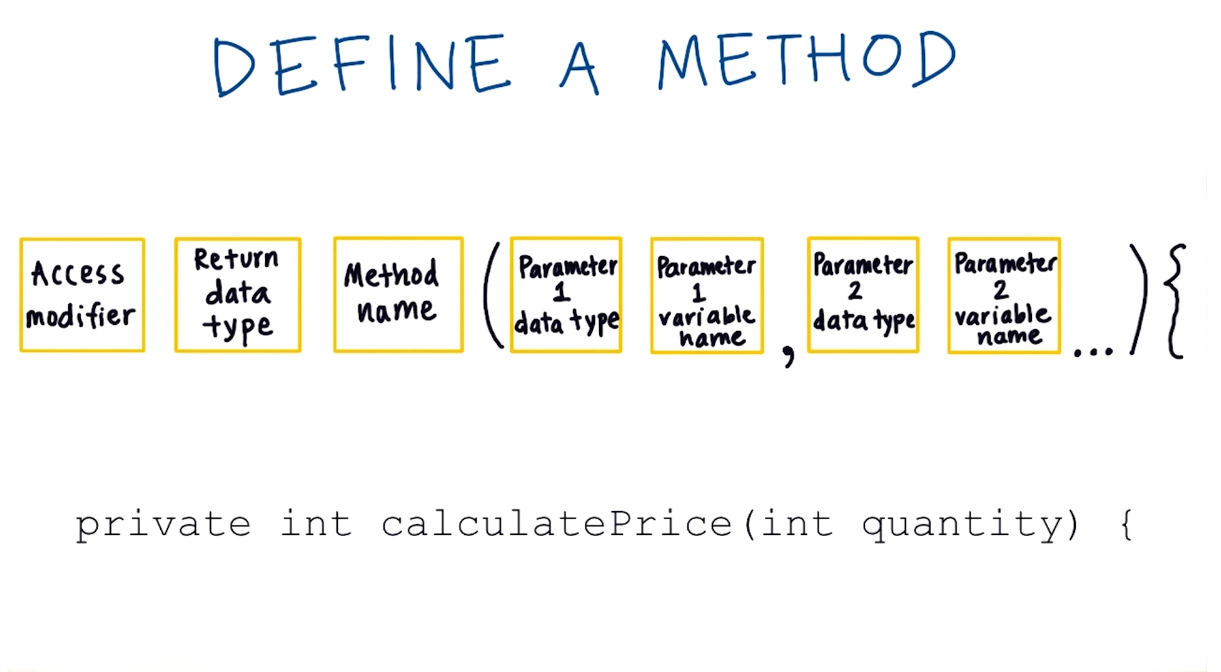 DEFINE A METHOD
Access
modifier
Return
data
type
Method
name
(
Parameter
1
data type
Parameter
1
variable
name
,
Parameter
2
data type
Parameter
2
variable
name
...
) {
private int calculatePrice(int quantity) {